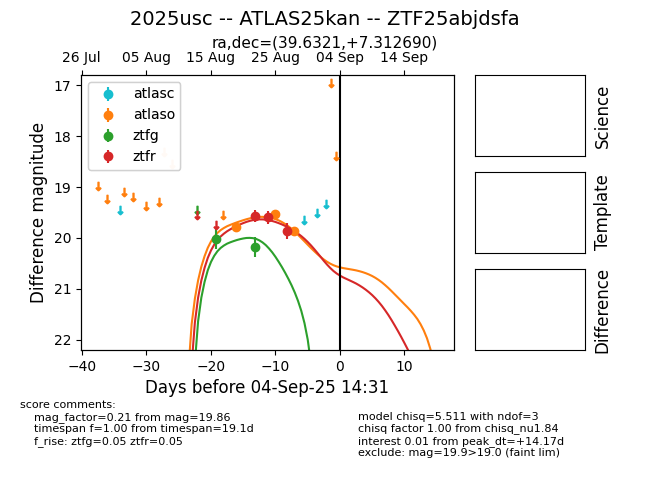 2025usc -- ATLAS25kan -- ZTF25abjdsfa
ra,dec=(39.6321,+7.312690)
26 Jul 05 Aug 15 Aug 25 Aug 04 Sep 14 Sep
atlasc
atlaso
ztfg
ztfr
17
18
19
20
21
22
Difference magnitude
−40 −30 −20 −10 0 10
Days before 04-Sep-25 14:31
Science
Template
Difference
score comments:
mag_factor=0.21 from mag=19.86
timespan f=1.00 from timespan=19.1d
f_rise: ztfg=0.05 ztfr=0.05
model chisq=5.511 with ndof=3
chisq factor 1.00 from chisq_nu1.84
interest 0.01 from peak_dt=+14.17d
exclude: mag=19.9>19.0 (faint lim)